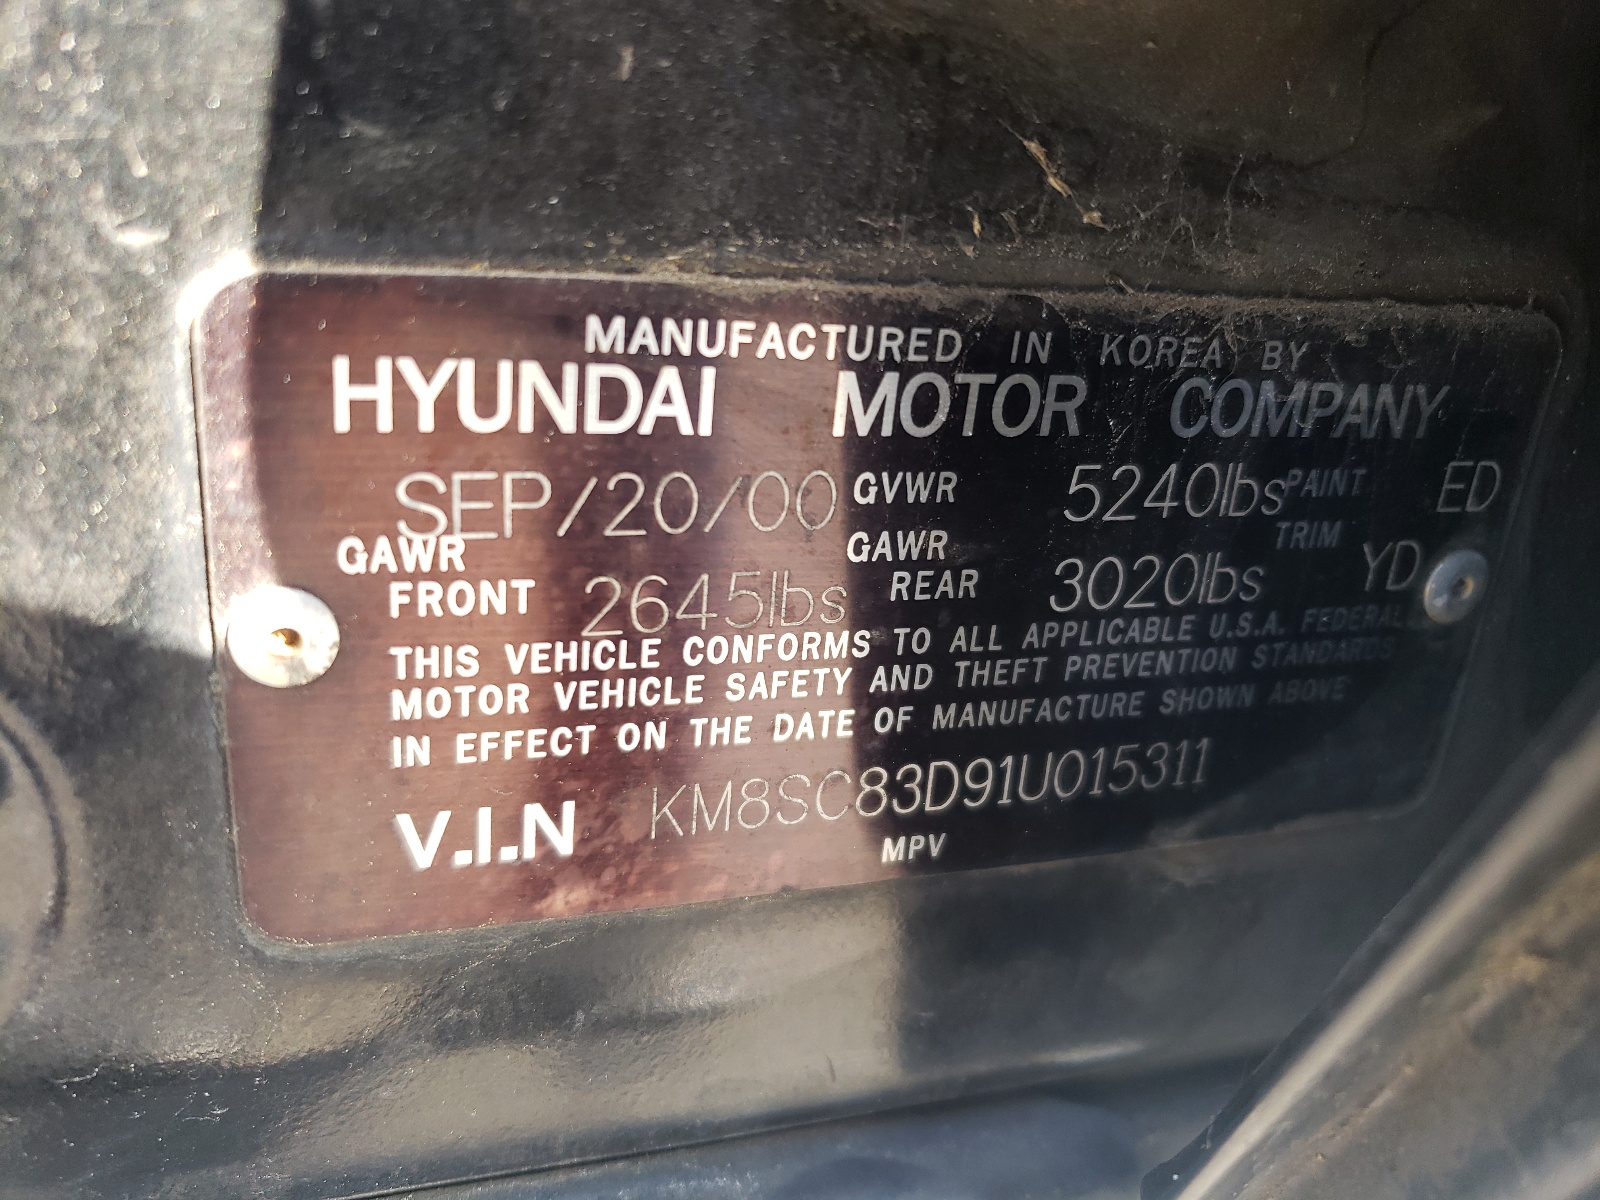 MANUFACTURED IN KOREA BY
HYUNDAI MOTOR COMPANY
SEP/20/00 GVWR 5240lbs PAINT ED
GAWR FRONT 2645lbs GAWR REAR 3020lbs TRIM YD
THIS VEHICLE CONFORMS TO ALL APPLICABLE U.S.A. FEDERAL
MOTOR VEHICLE SAFETY AND THEFT PREVENTION STANDARDS
IN EFFECT ON THE DATE OF MANUFACTURE SHOWN ABOVE
V.I.N KM8SC83D91U015311
MPV